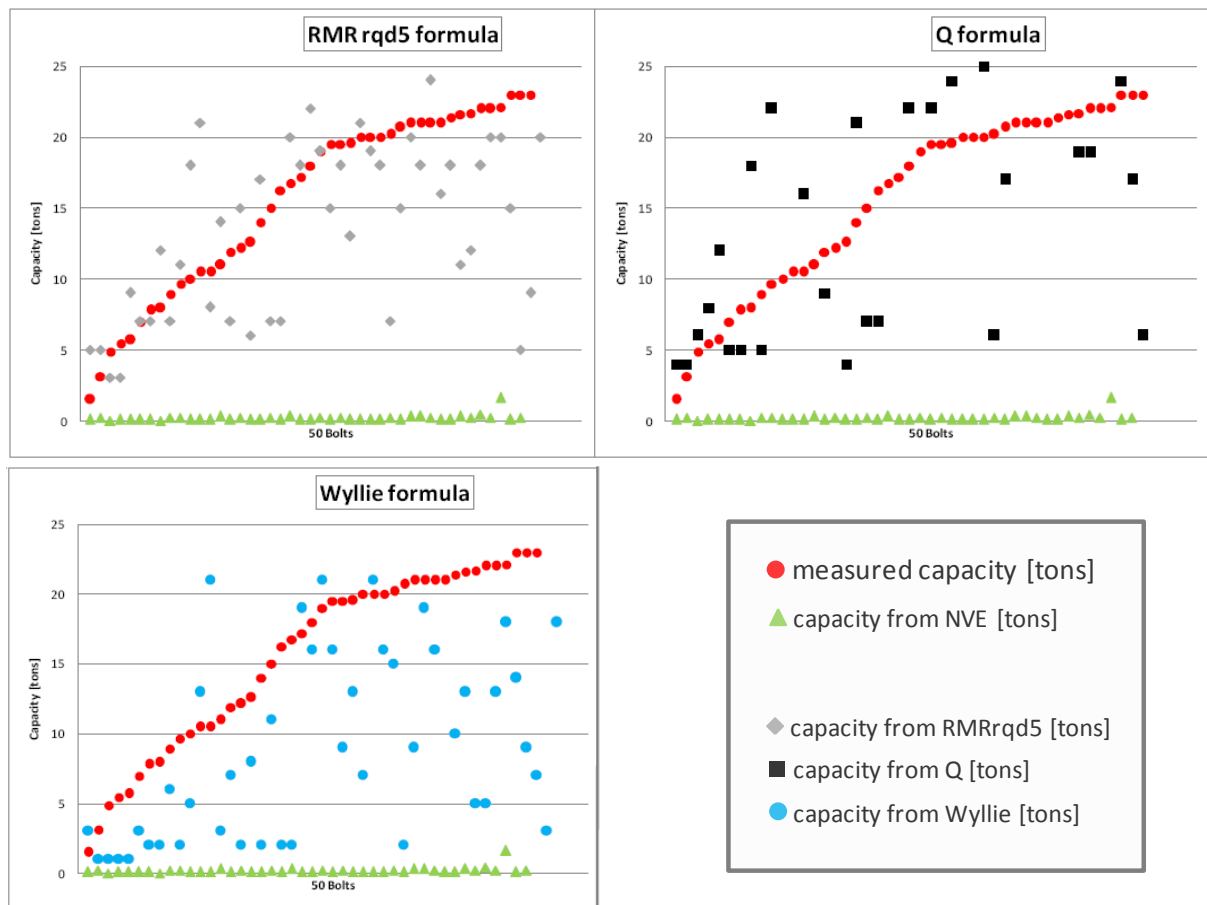 RMR rqd5 formula
Capacity [tons]
25
20
15
10
5
0
50 Bolts
Q formula
Capacity [tons]
25
20
15
10
5
0
50 Bolts
Wyllie formula
Capacity [tons]
25
20
15
10
5
0
50 Bolts
measured capacity [tons]
capacity from NVE [tons]
capacity from RMRrqd5 [tons]
capacity from Q [tons]
capacity from Wyllie [tons]